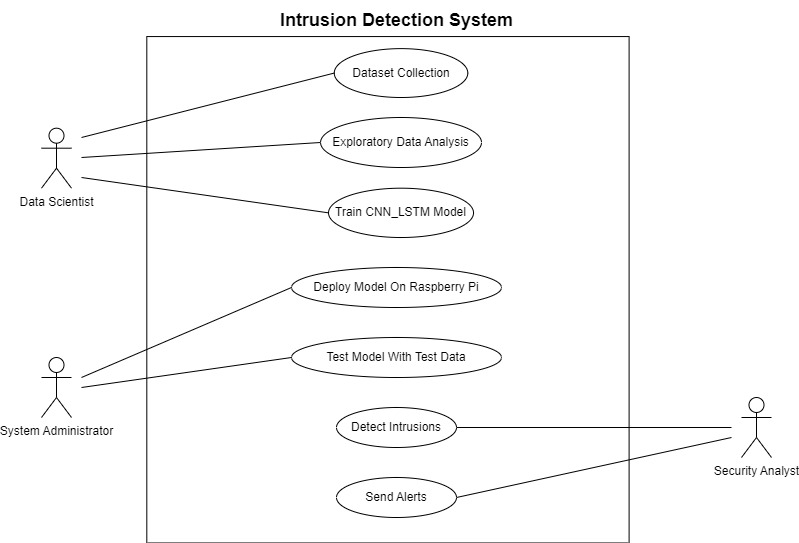 Intrusion Detection System
Dataset Collection
Exploratory Data Analysis
Data Scientist
Train CNN_LSTM Model
Deploy Model On Raspberry Pi
Test Model With Test Data
System Administrator
Detect Intrusions
Security Analyst
Send Alerts